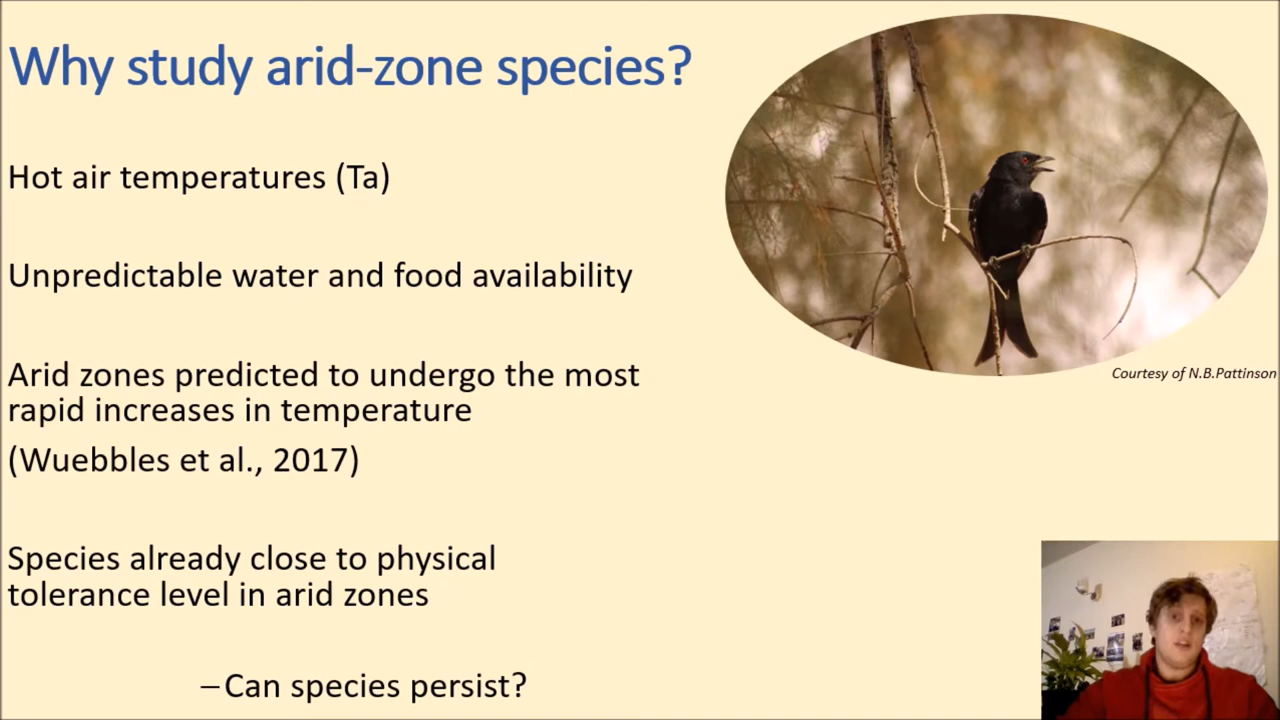 Why study arid-zone species?
Hot air temperatures (Ta)
Unpredictable water and food availability
Arid zones predicted to undergo the most
rapid increases in temperature
(Wuebbles et al., 2017)
Species already close to physical
tolerance level in arid zones
–Can species persist?
Courtesy of N.B.Pattinson